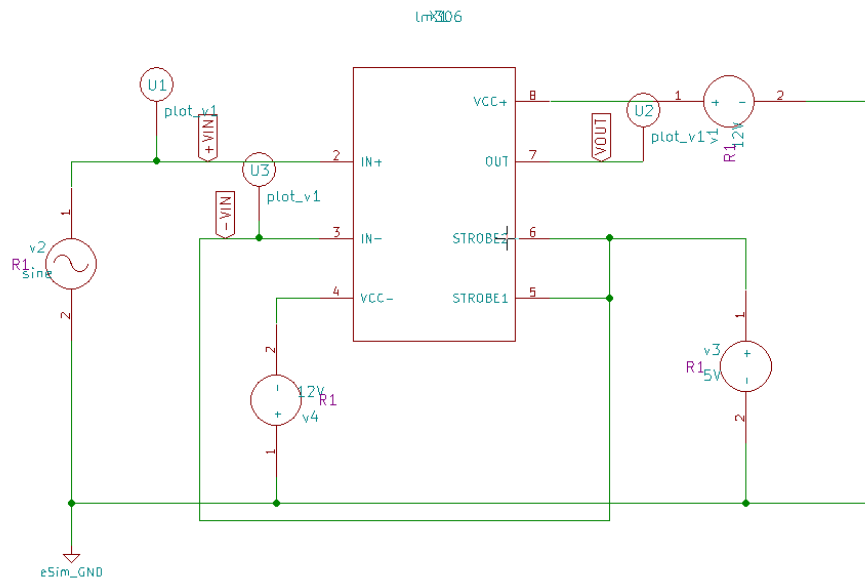 lm306
X1
U1
plot_v1
+VIN
U3
plot_v1
-VIN
2
IN+
3
IN-
4
VCC-
VCC+
8
OUT
7
STROBE2
6
STROBE1
5
U2
plot_v1
VOUT
1
+
-
2
v1
12V
R1
1
v2
sine
R1
2
2
-
+
12V
v4
R1
1
1
v3
+
-
5V
R1
2
eSim_GND